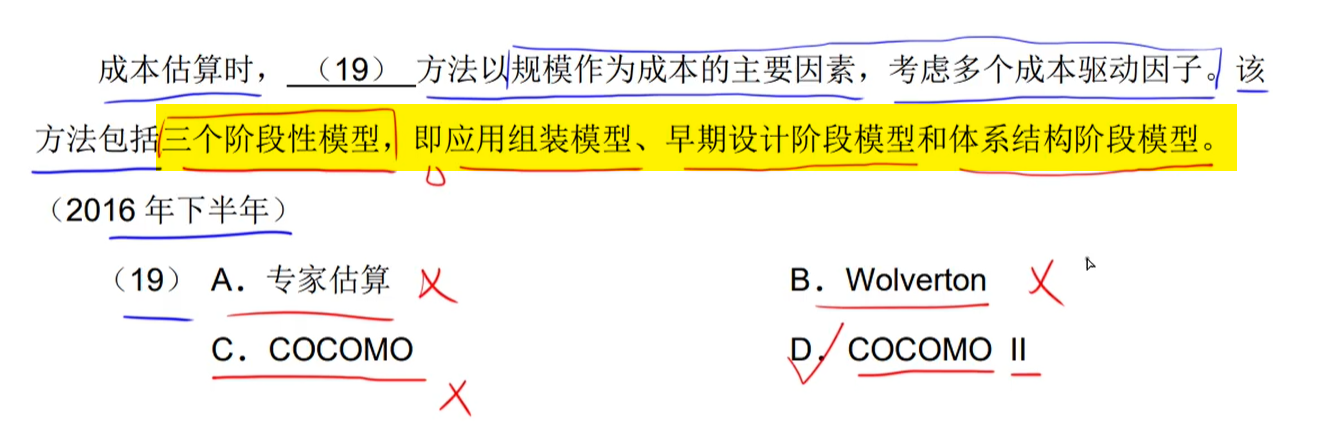 成本估算时，（19）方法以规模作为成本的主要因素，考虑多个成本驱动因子。该
方法包括三个阶段性模型，即应用组装模型、早期设计阶段模型和体系结构阶段模型。
（2016 年下半年）
（19） A．专家估算 B．Wolverton
C．COCOMO D．COCOMO II